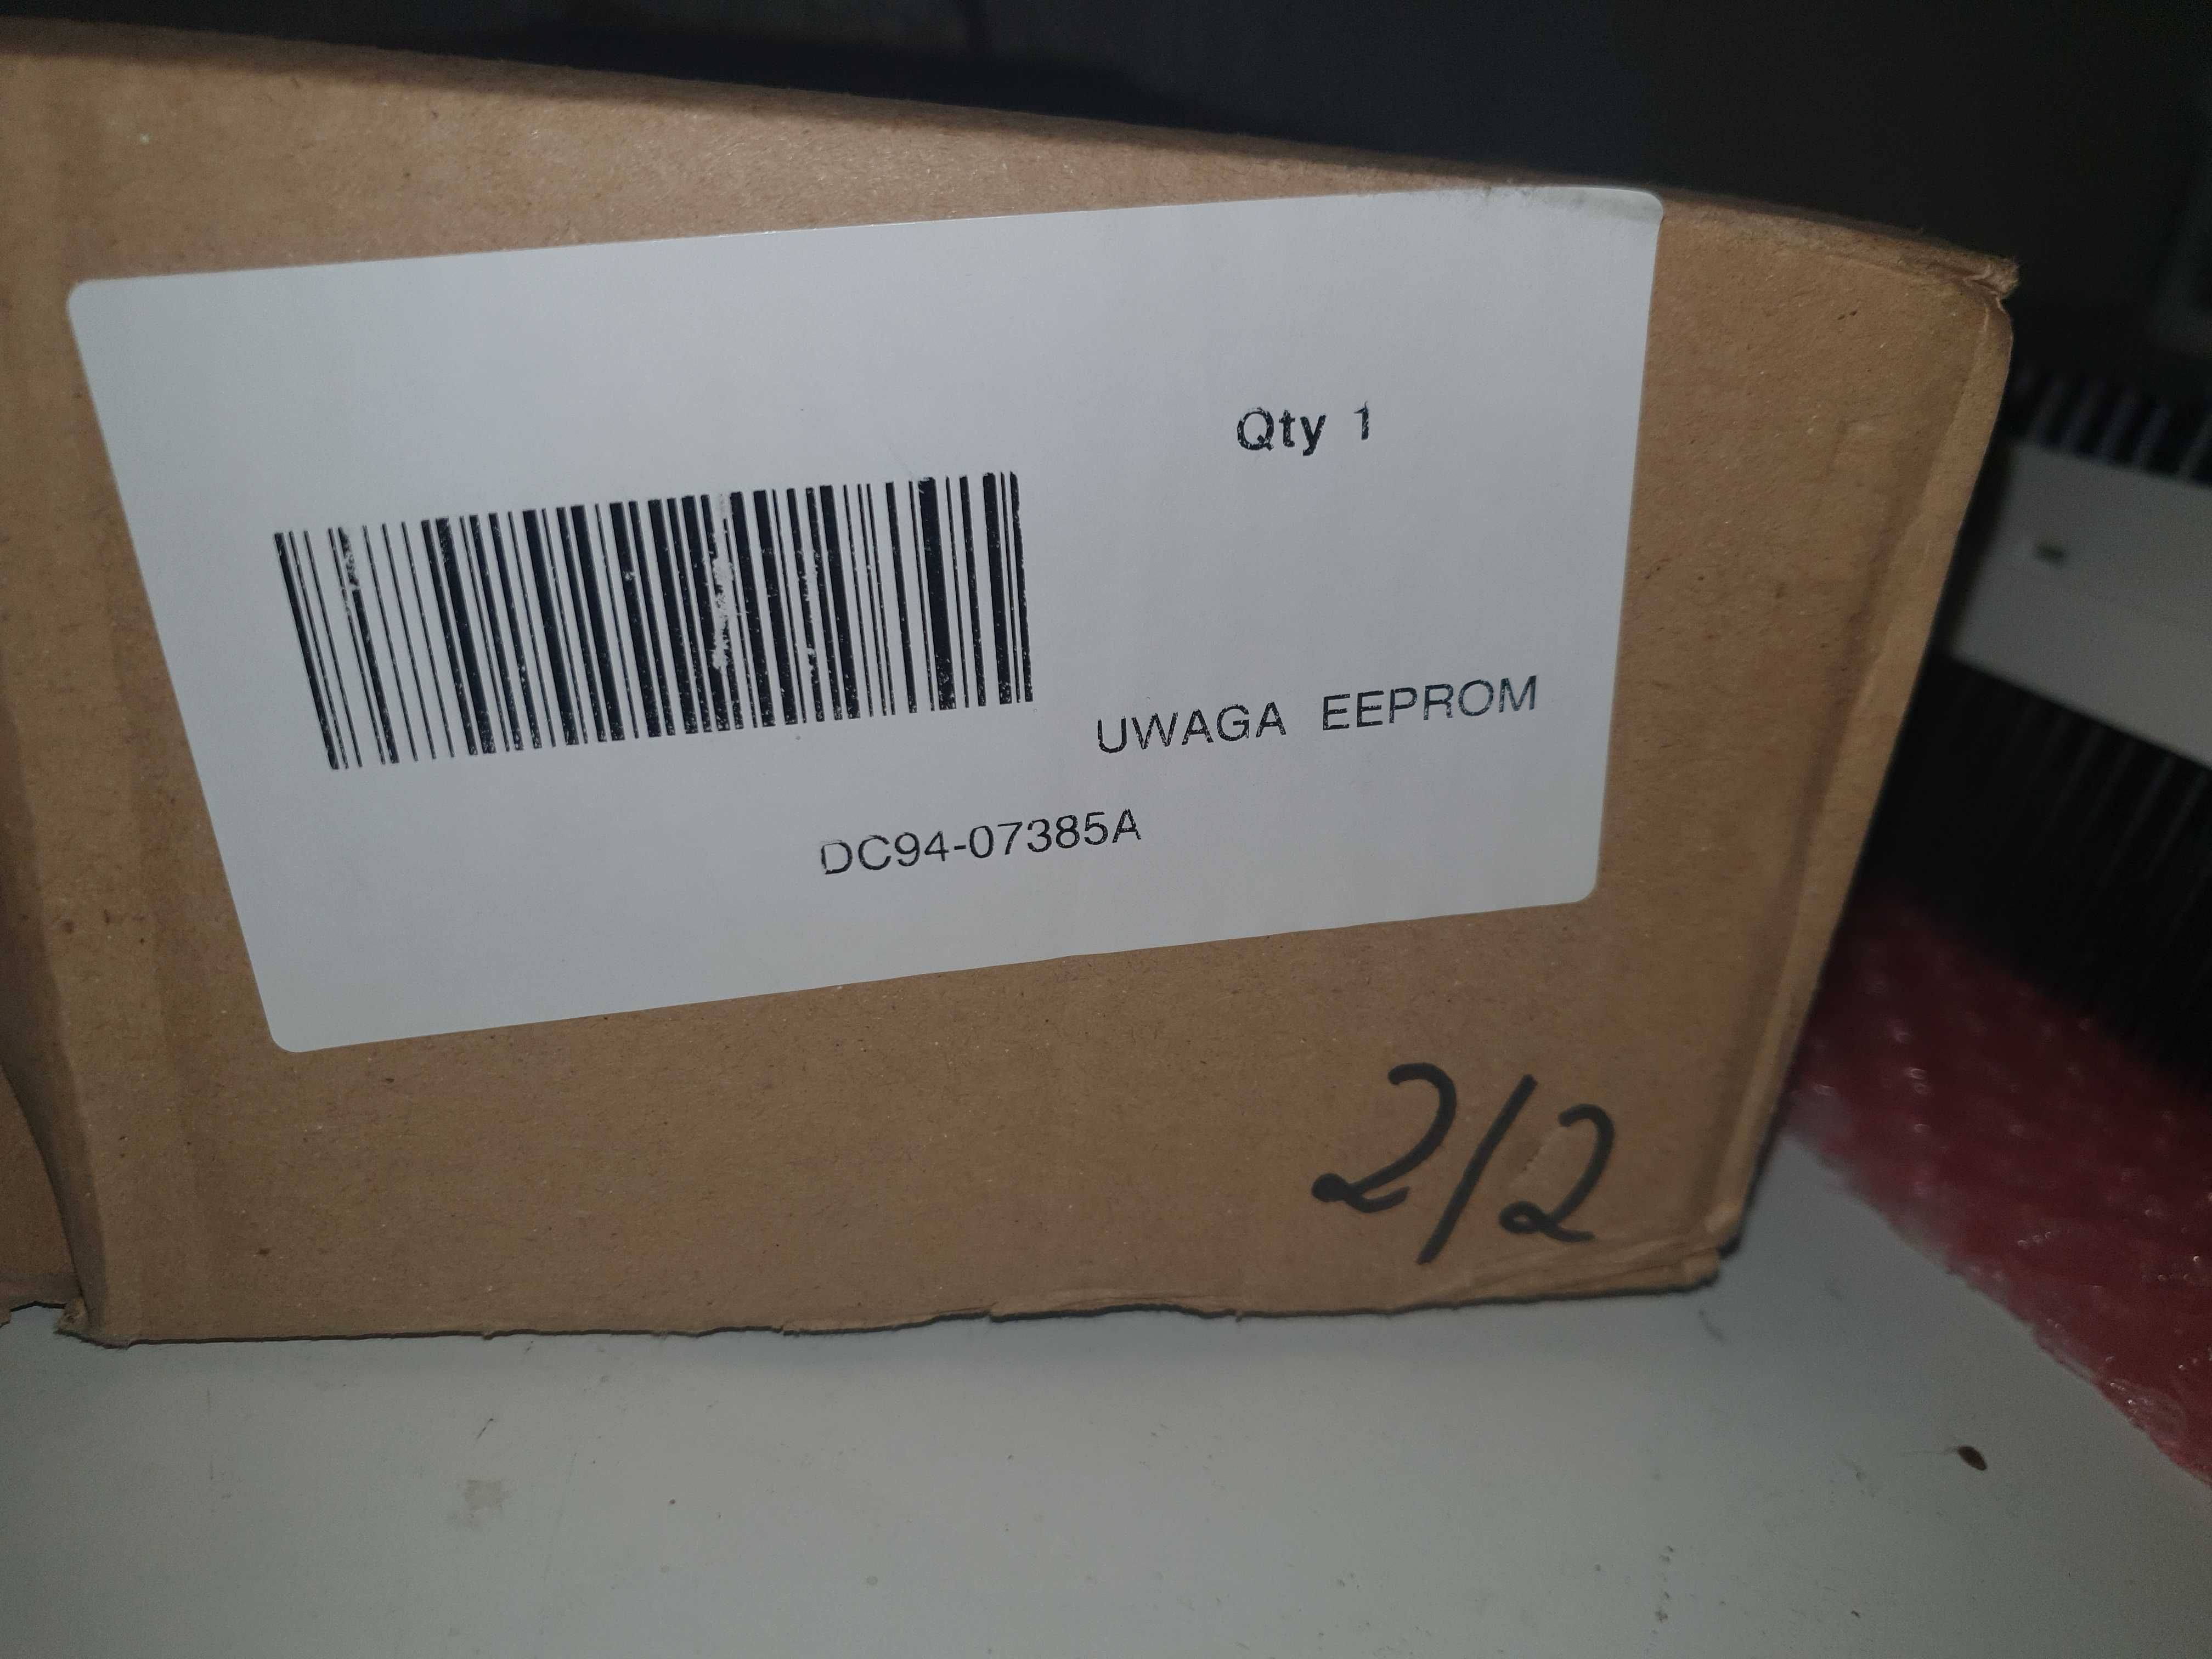 Qty 1
UWAGA EEPROM
DC94-07385A
2/2